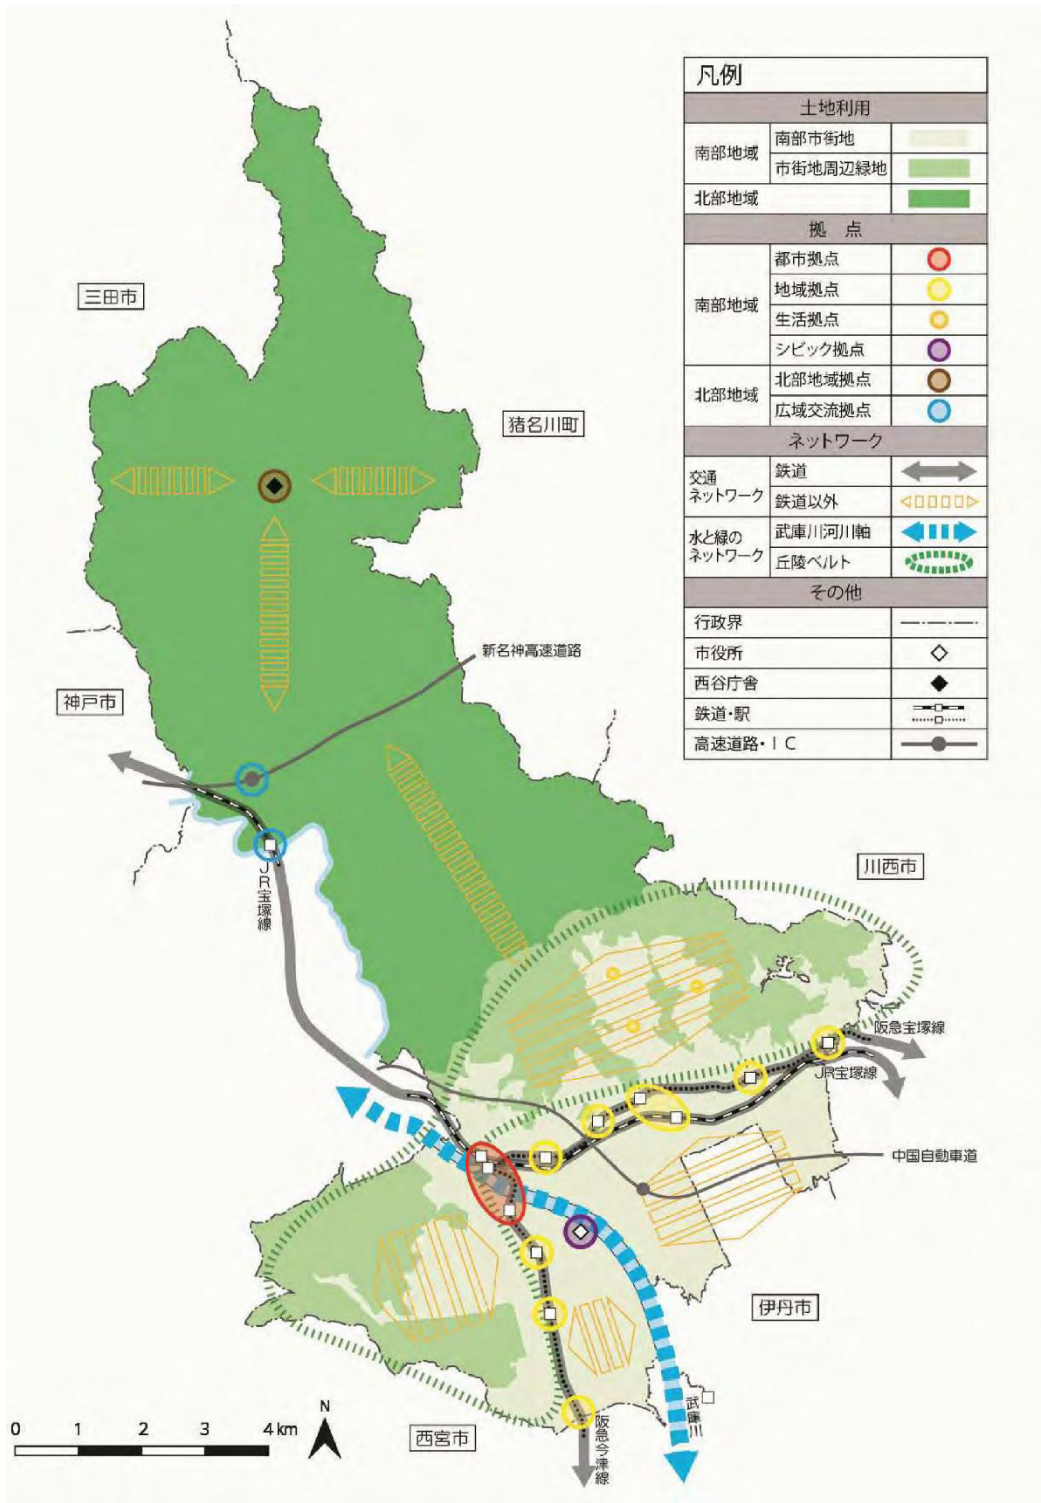 凡例
土地利用
南部地域
南部市街地
市街地周辺緑地
北部地域
拠 点
南部地域
都市拠点
地域拠点
生活拠点
シビック拠点
北部地域
北部地域拠点
広域交流拠点
ネットワーク
交通
ネットワーク
鉄道
鉄道以外
水と緑の
ネットワーク
武庫川河川軸
丘陵ベルト
その他
行政界
市役所
西谷庁舎
鉄道・駅
高速道路・IC
三田市
猪名川町
新名神高速道路
神戸市
JR宝塚線
川西市
阪急宝塚線
JR宝塚線
中国自動車道
伊丹市
武庫川
阪急今津線
西宮市
N
0 1 2 3 4km